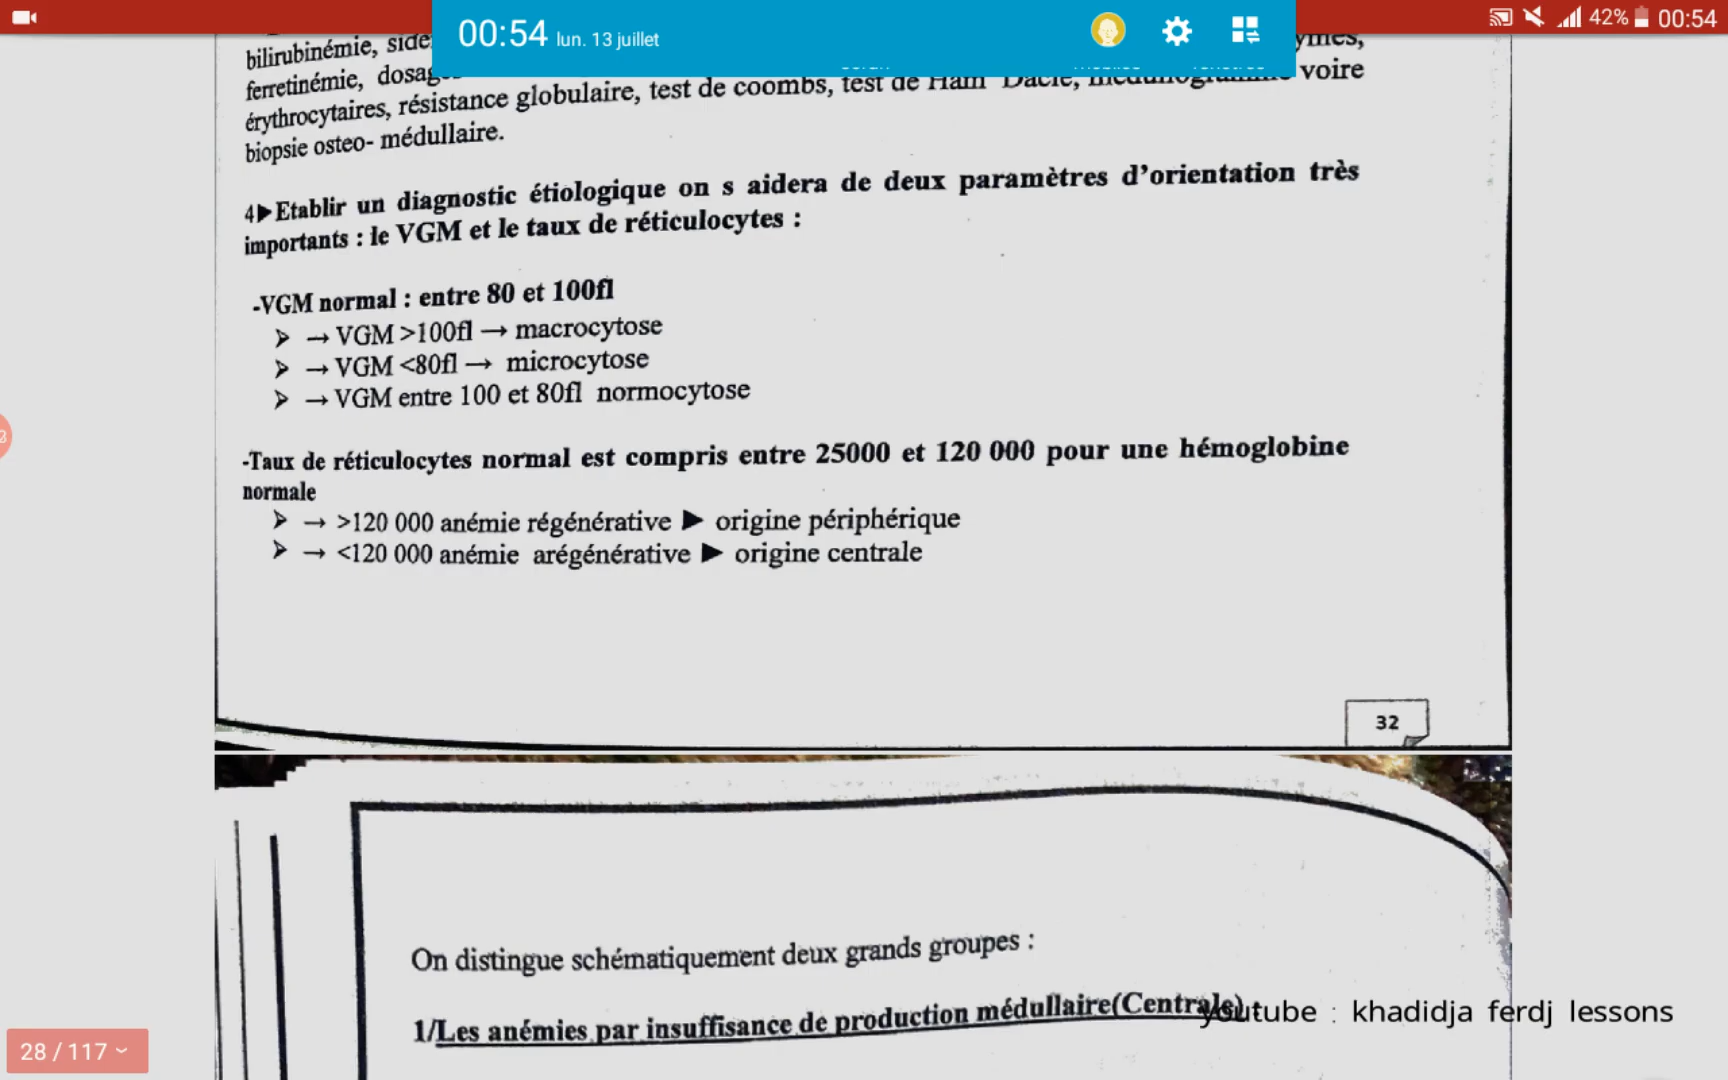 00:54 lun. 13 juillet
42% 00:54
bilirubinémie, side
ferretinémie, dosag
érythrocytaires, résistance globulaire, test de coombs, test de Ham Dacie, médullogramme voire
biopsie osteo- médullaire.
4►Etablir un diagnostic étiologique on s aidera de deux paramètres d'orientation très
importants : le VGM et le taux de réticulocytes :
-VGM normal : entre 80 et 100fl
➢ → VGM >100fl → macrocytose
➢ → VGM <80fl → microcytose
➢ → VGM entre 100 et 80fl normocytose
-Taux de réticulocytes normal est compris entre 25000 et 120 000 pour une hémoglobine
normale
➢ → >120 000 anémie régénérative ► origine périphérique
➢ → <120 000 anémie arégénérative ► origine centrale
32
On distingue schématiquement deux grands groupes :
1/Les anémies par insuffisance de production médullaire(Centrale) :
youtube : khadidja ferdj lessons
28 / 117